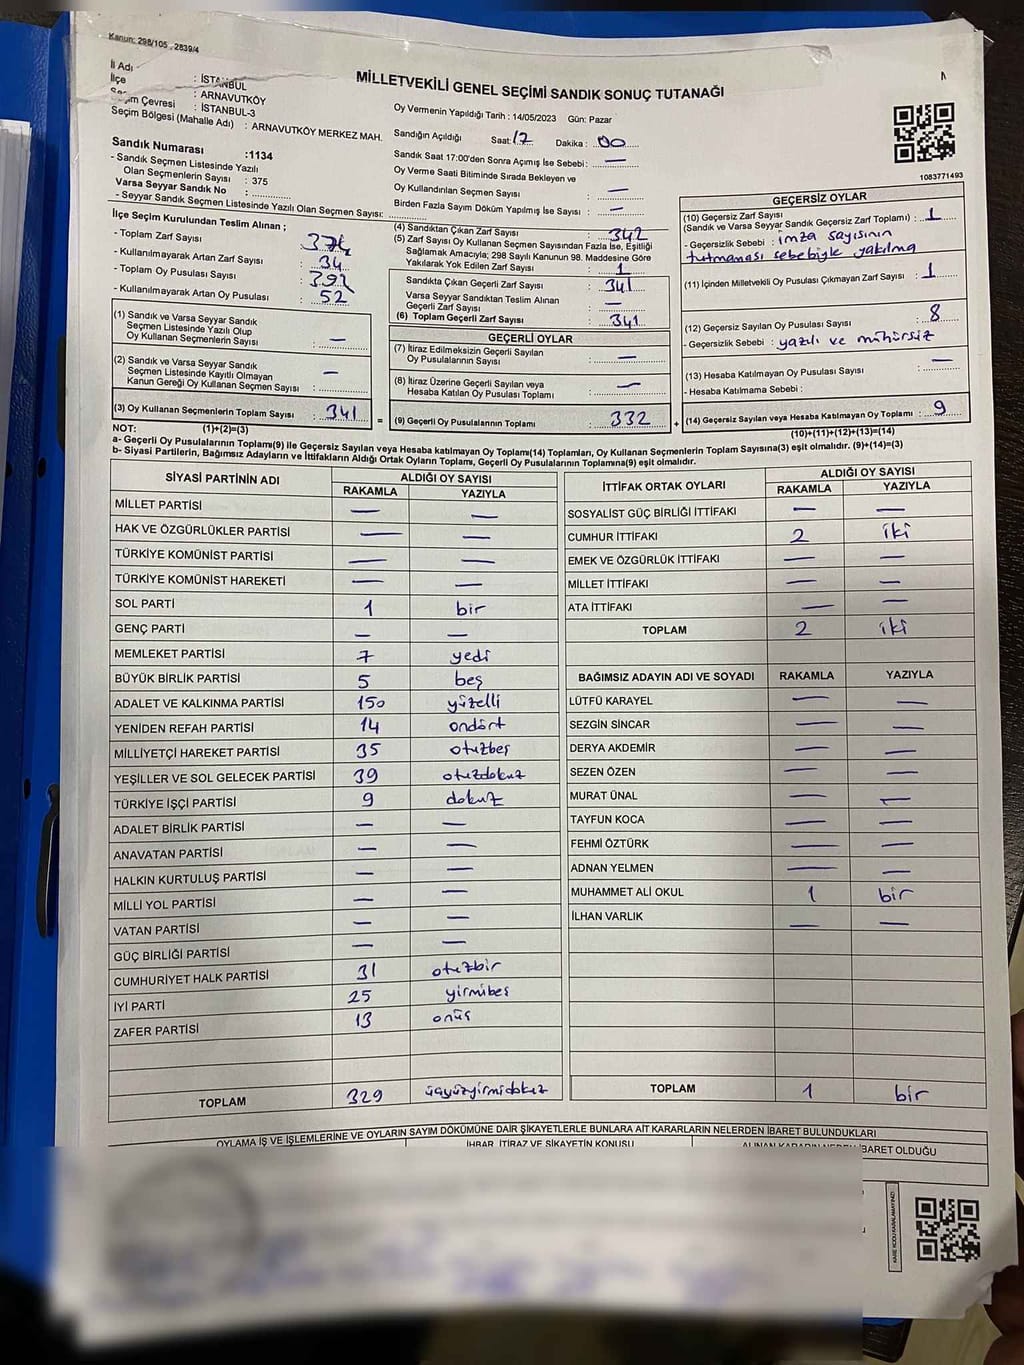 Kanun: 298/105 , 2839/4
MİLLETVEKİLİ GENEL SEÇİMİ SANDIK SONUÇ TUTANAĞI
İl Adı : İSTANBUL
İlçe : ARNAVUTKÖY
Seçim Çevresi : İSTANBUL-3
Seçim Bölgesi (Mahalle Adı) : ARNAVUTKÖY MERKEZ MAH.
Oy Vermenin Yapıldığı Tarih : 14/05/2023 Gün: Pazar
Sandığın Açıldığı Saat: 17 Dakika : 00
Sandık Saat 17:00'den Sonra Açımış İse Sebebi: —
Oy Verme Saati Bitiminde Sırada Bekleyen ve
Oy Kullandırılan Seçmen Sayısı —
Birden Fazla Sayım Döküm Yapılmış İse Sayısı : —
1083771493
Sandık Numarası :1134
- Sandık Seçmen Listesinde Yazılı
Olan Seçmenlerin Sayısı : 375
Varsa Seyyar Sandık No :
- Seyyar Sandık Seçmen Listesinde Yazılı Olan Seçmen Sayısı:
İlçe Seçim Kurulundan Teslim Alınan ;
- Toplam Zarf Sayısı
- Kullanılmayarak Artan Zarf Sayısı : 34
- Toplam Oy Pusulası Sayısı : 392
- Kullanılmayarak Artan Oy Pusulası : 52
(1) Sandık ve Varsa Seyyar Sandık
Seçmen Listesinde Yazılı Olup
Oy Kullanan Seçmenlerin Sayısı : —
(2) Sandık ve Varsa Seyyar Sandık
Seçmen Listesinde Kayıtlı Olmayan
Kanun Gereği Oy Kullanan Seçmen Sayısı : —
(3) Oy Kullanan Seçmenlerin Toplam Sayısı : 341 =
(4) Sandıktan Çıkan Zarf Sayısı : 342
(5) Zarf Sayısı Oy Kullanan Seçmen Sayısından Fazla İse, Eşitliği
Sağlamak Amacıyla; 298 Sayılı Kanunun 98. Maddesine Göre
Yakılarak Yok Edilen Zarf Sayısı : 1
Sandıkta Çıkan Geçerli Zarf Sayısı : 341
Varsa Seyyar Sandıktan Teslim Alınan
Geçerli Zarf Sayısı : —
(6) Toplam Geçerli Zarf Sayısı : 341
GEÇERLİ OYLAR
(7) İtiraz Edilmeksizin Geçerli Sayılan
Oy Pusulalarının Sayısı : —
(8) İtiraz Üzerine Geçerli Sayılan veya
Hesaba Katılan Oy Pusulası Toplamı : —
(9) Geçerli Oy Pusulalarının Toplamı : 332 +
GEÇERSİZ OYLAR
(10) Geçersiz Zarf Sayısı
(Sandık ve Varsa Seyyar Sandık Geçersiz Zarf Toplamı) : 1
- Geçersizlik Sebebi : imza sayısının
tutmaması sebebiyle yakılma
(11) İçinden Milletvekili Oy Pusulası Çıkmayan Zarf Sayısı : 1
(12) Geçersiz Sayılan Oy Pusulası Sayısı : 8
- Geçersizlik Sebebi : yazılı ve mühürsüz
(13) Hesaba Katılmayan Oy Pusulası Sayısı : —
- Hesaba Katılmama Sebebi :
(14) Geçersiz Sayılan veya Hesaba Katılmayan Oy Toplamı : 9
NOT: (1)+(2)=(3)
(10)+(11)+(12)+(13)=(14)
a- Geçerli Oy Pusulalarının Toplamı(9) ile Geçersiz Sayılan veya Hesaba katılmayan Oy Toplamı(14) Toplamları, Oy Kullanan Seçmenlerin Toplam Sayısına(3) eşit olmalıdır. (9)+(14)=(3)
b- Siyasi Partilerin, Bağımsız Adayların ve İttifakların Aldığı Ortak Oyların Toplamı, Geçerli Oy Pusulalarının Toplamına(9) eşit olmalıdır.
SİYASİ PARTİNİN ADI ALDIĞI OY SAYISI
RAKAMLA YAZIYLA
MİLLET PARTİSİ — —
HAK VE ÖZGÜRLÜKLER PARTİSİ — —
TÜRKİYE KOMÜNİST PARTİSİ — —
TÜRKİYE KOMÜNİST HAREKETİ — —
SOL PARTİ 1 bir
GENÇ PARTİ — —
MEMLEKET PARTİSİ 7 yedi
BÜYÜK BİRLİK PARTİSİ 5 beş
ADALET VE KALKINMA PARTİSİ 150 yüzelli
YENİDEN REFAH PARTİSİ 14 ondört
MİLLİYETÇİ HAREKET PARTİSİ 35 otuzbeş
YEŞİLLER VE SOL GELECEK PARTİSİ 39 otuzdokuz
TÜRKİYE İŞÇİ PARTİSİ 9 dokuz
ADALET BİRLİK PARTİSİ — —
ANAVATAN PARTİSİ — —
HALKIN KURTULUŞ PARTİSİ — —
MİLLİ YOL PARTİSİ — —
VATAN PARTİSİ — —
GÜÇ BİRLİĞİ PARTİSİ — —
CUMHURİYET HALK PARTİSİ 31 otuzbir
İYİ PARTİ 25 yirmibeş
ZAFER PARTİSİ 13 onüç
TOPLAM 329 üçyüzyirmidokuz
İTTİFAK ORTAK OYLARI ALDIĞI OY SAYISI
RAKAMLA YAZIYLA
SOSYALİST GÜÇ BİRLİĞİ İTTİFAKI — —
CUMHUR İTTİFAKI 2 iki
EMEK VE ÖZGÜRLÜK İTTİFAKI — —
MİLLET İTTİFAKI — —
ATA İTTİFAKI — —
TOPLAM 2 iki
BAĞIMSIZ ADAYIN ADI VE SOYADI RAKAMLA YAZIYLA
LÜTFÜ KARAYEL — —
SEZGİN SİNCAR — —
DERYA AKDEMİR — —
SEZEN ÖZEN — —
MURAT ÜNAL — —
TAYFUN KOCA — —
FEHMİ ÖZTÜRK — —
ADNAN YELMEN — —
MUHAMMET ALİ OKUL 1 bir
İLHAN VARLIK — —
TOPLAM 1 bir
OYLAMA İŞ VE İŞLEMLERİNE VE OYLARIN SAYIM DÖKÜMÜNE DAİR ŞİKAYETLERLE BUNLARA AİT KARARLARIN NELERDEN İBARET BULUNDUKLARI
İHBAR, İTİRAZ VE ŞİKAYETİN KONUSU ALINAN KARARIN NEDEN İBARET OLDUĞU